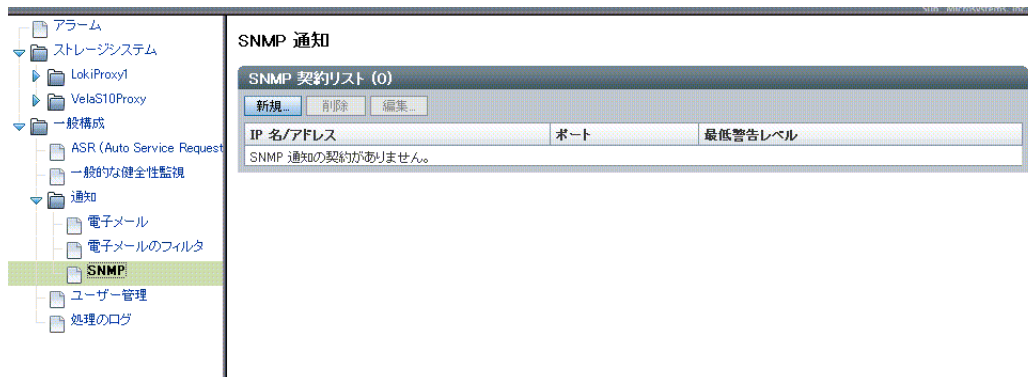 Sun Microsystems, Inc.
アラーム
ストレージシステム
LokiProxy1
VelaS10Proxy
一般構成
ASR (Auto Service Request
一般的な健全性監視
通知
電子メール
電子メールのフィルタ
SNMP
ユーザー管理
処理のログ
SNMP 通知
SNMP 契約リスト (0)
新規... 削除 編集...
IP 名/アドレス ポート 最低警告レベル
SNMP 通知の契約がありません。